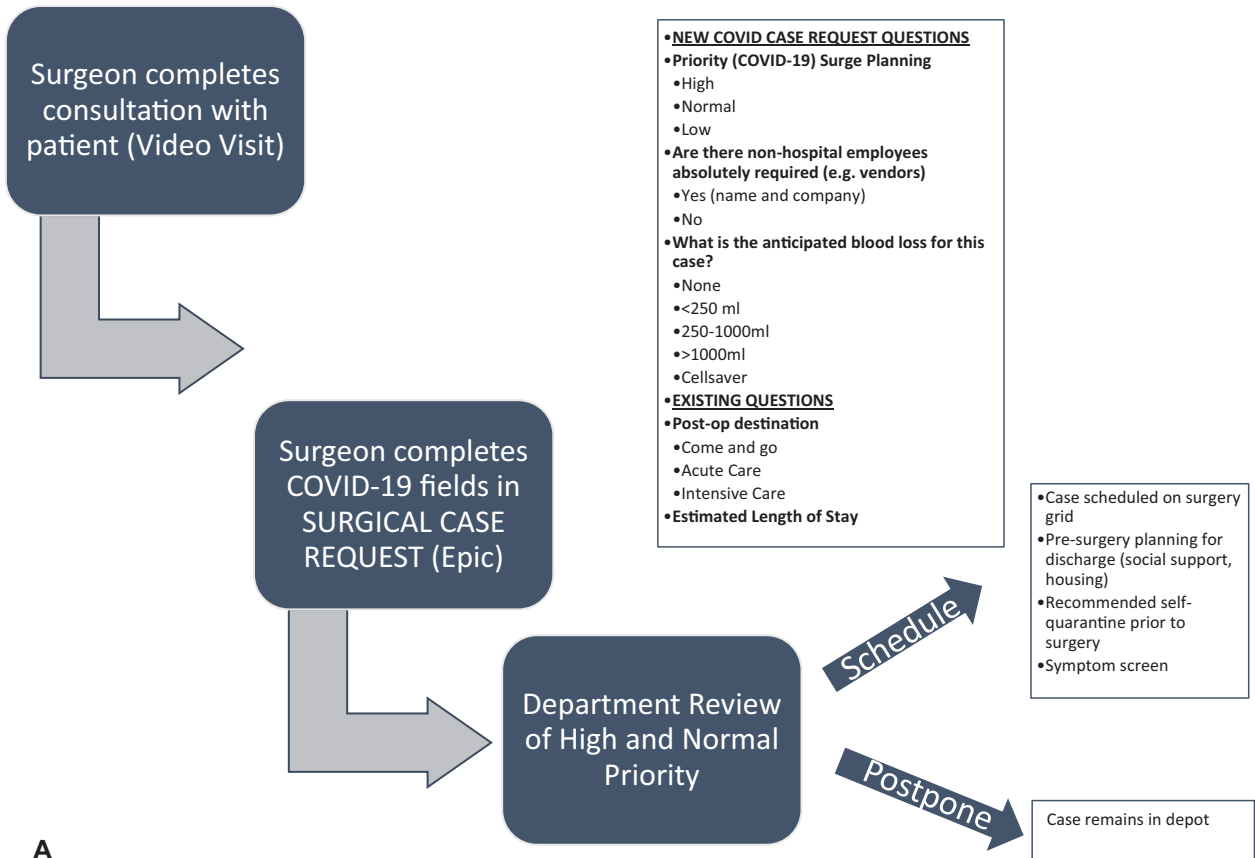 Surgeon completes
consultation with
patient (Video Visit)
•NEW COVID CASE REQUEST QUESTIONS
•Priority (COVID-19) Surge Planning
•High
•Normal
•Low
•Are there non-hospital employees
absolutely required (e.g. vendors)
•Yes (name and company)
•No
•What is the anticipated blood loss for this
case?
•None
•<250 ml
•250-1000ml
•>1000ml
•Cellsaver
•EXISTING QUESTIONS
•Post-op destination
•Come and go
•Acute Care
•Intensive Care
•Estimated Length of Stay
Surgeon completes
COVID-19 fields in
SURGICAL CASE
REQUEST (Epic)
Department Review
of High and Normal
Priority
Schedule
•Case scheduled on surgery
grid
•Pre-surgery planning for
discharge (social support,
housing)
•Recommended self-
quarantine prior to
surgery
•Symptom screen
Postpone
Case remains in depot
A